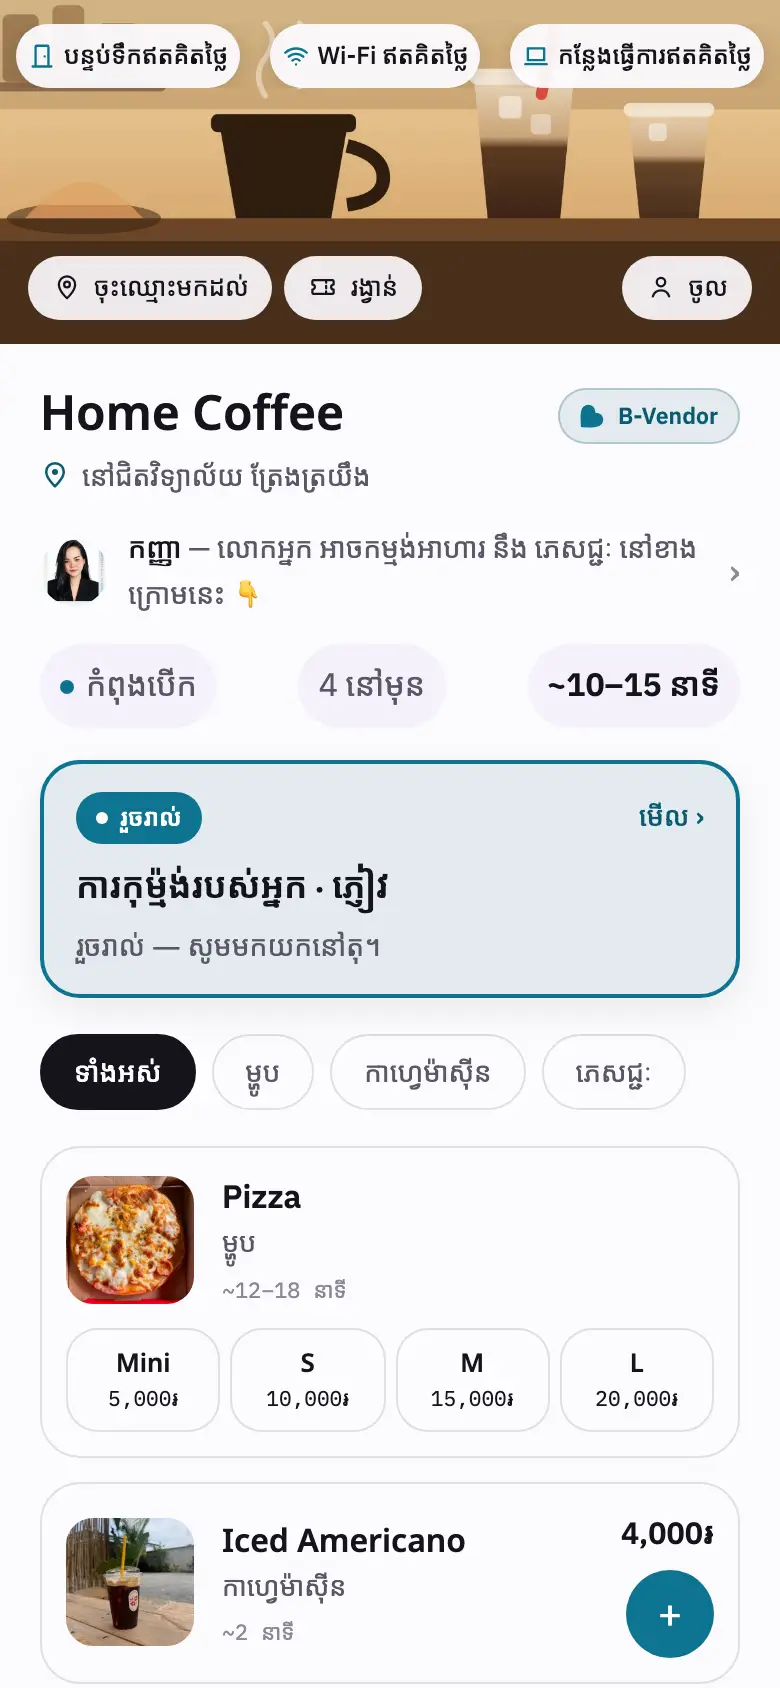 បន្ទប់ទឹកឥតគិតថ្លៃ
Wi-Fi ឥតគិតថ្លៃ
កន្លែងធ្វើការឥតគិតថ្លៃ
ចុះឈ្មោះមកដល់
រង្វាន់
ចូល
Home Coffee
B-Vendor
នៅជិតវិទ្យាល័យ ត្រែងត្រយឹង
កញ្ញា — លោកអ្នក អាចកម្មង់អាហារ នឹង ភេសជ្ជៈ នៅខាង
ក្រោមនេះ 👇
កំពុងបើក
4 នៅមុន
~10–15 នាទី
រួចរាល់
មើល ›
ការកុម្ម៉ង់របស់អ្នក · ភ្ញៀវ
រួចរាល់ — សូមមកយកនៅតុ។
ទាំងអស់
ម្ហូប
កាហ្វេម៉ាស៊ីន
ភេសជ្ជៈ
Pizza
ម្ហូប
~12–18 នាទី
Mini
S
M
L
5,000៛
10,000៛
15,000៛
20,000៛
Iced Americano
4,000៛
កាហ្វេម៉ាស៊ីន
~2 នាទី
+